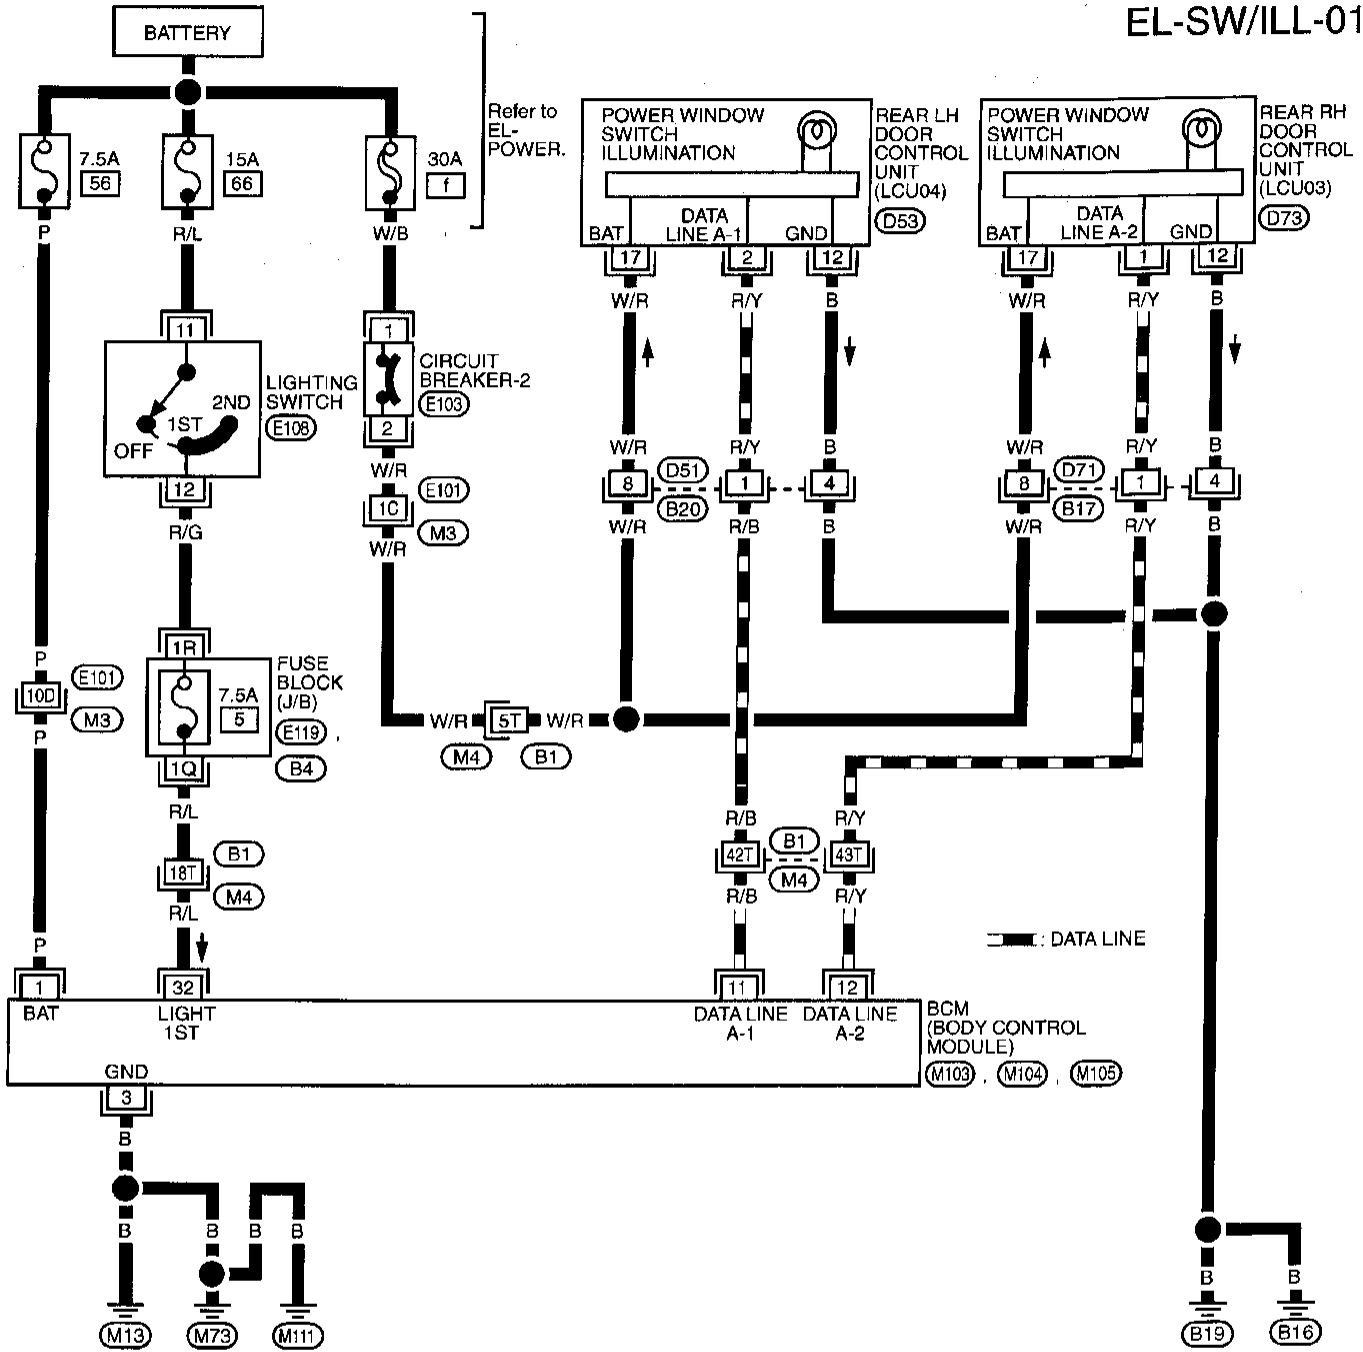 EL-SW/ILL-01
BATTERY
7.5A
56
15A
66
30A
f
Refer to
EL-
POWER.
P
R/L
W/B
POWER WINDOW
SWITCH
ILLUMINATION
BAT
DATA
LINE A-1
GND
REAR LH
DOOR
CONTROL
UNIT
(LCU04)
D53
POWER WINDOW
SWITCH
ILLUMINATION
BAT
DATA
LINE A-2
GND
REAR RH
DOOR
CONTROL
UNIT
(LCU03)
D73
17
2
12
17
1
12
W/R
R/Y
B
W/R
R/Y
B
11
LIGHTING
SWITCH
E108
OFF
1ST
2ND
12
R/G
1
CIRCUIT
BREAKER-2
E103
2
W/R
1C
E101
M3
W/R
W/R
R/Y
B
W/R
R/Y
B
8
D51
B20
1
4
8
D71
B17
1
4
W/R
R/B
B
W/R
R/Y
B
P
10D
E101
M3
P
1R
7.5A
5
FUSE
BLOCK
(J/B)
E119 ,
B4
1Q
R/L
W/R
5T
W/R
M4
B1
18T
B1
M4
R/L
R/B
R/Y
42T
B1
M4
43T
R/B
R/Y
: DATA LINE
P
1
32
11
12
BAT
LIGHT
1ST
DATA LINE
A-1
DATA LINE
A-2
GND
BCM
(BODY CONTROL
MODULE)
M103 , M104 , M105
3
B
B
B
B
B
M13
M73
M111
B
B
B19
B16